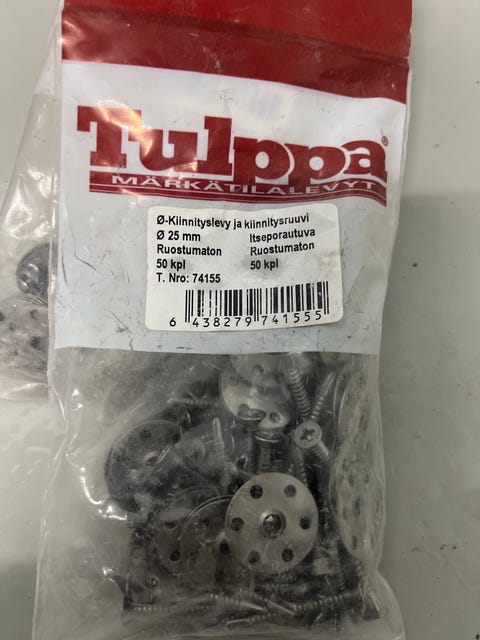 Tulppa®
MÄRKÄTILALEVYT
Ø-Kiinnityslevy ja kiinnitysruuvi
Ø 25 mm Itseporautuva
Ruostumaton Ruostumaton
50 kpl 50 kpl
T. Nro: 74155
6 438279 741555